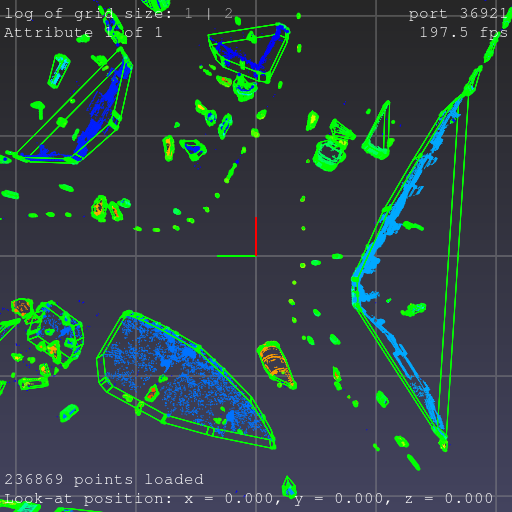 log of grid size: 1 | 2
port 36921
Attribute 1 of 1
197.5 fps
236869 points loaded
Look-at position: x = 0.000, y = 0.000, z = 0.000